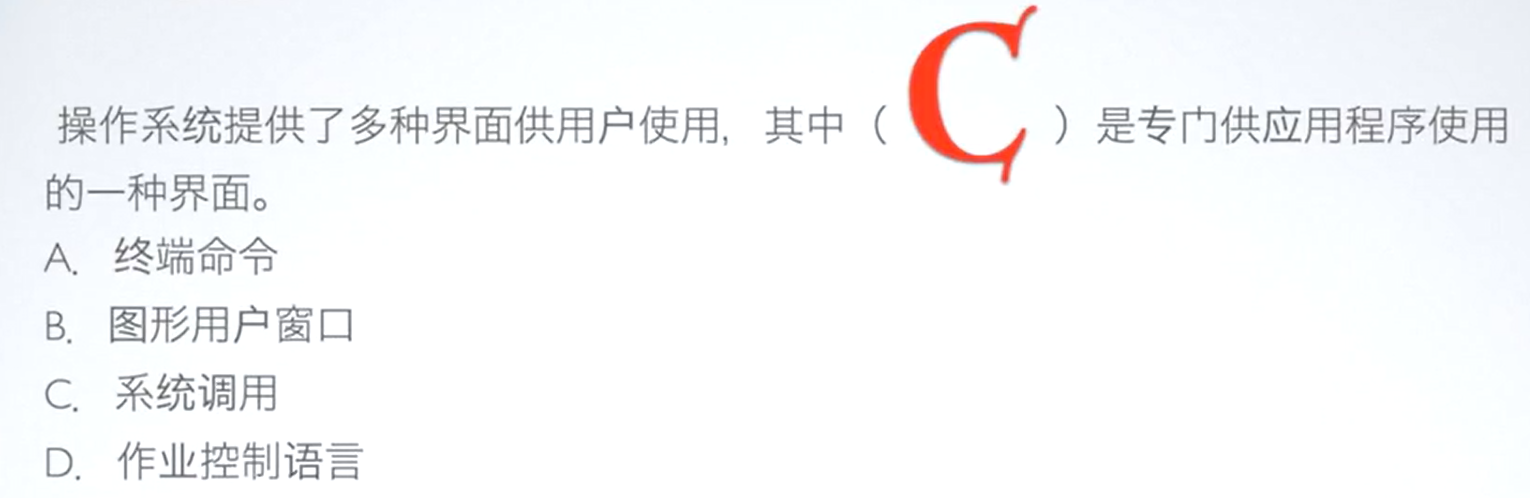 操作系统提供了多种界面供用户使用, 其中（ C ）是专门供应用程序使用
的一种界面。
A. 终端命令
B. 图形用户窗口
C. 系统调用
D. 作业控制语言